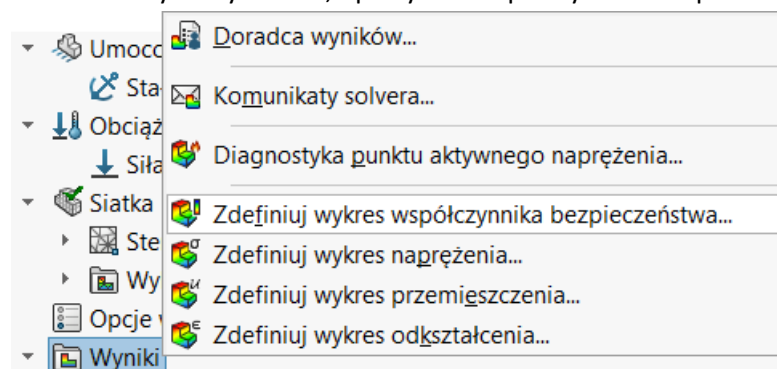 Umocc
Sta
Obciąż
Siła
Siatka
Ste
Wy
Opcje
Wyniki
Doradca wyników...
Komunikaty solvera...
Diagnostyka punktu aktywnego naprężenia...
Zdefiniuj wykres współczynnika bezpieczeństwa...
Zdefiniuj wykres naprężenia...
Zdefiniuj wykres przemieszczenia...
Zdefiniuj wykres odkształcenia...